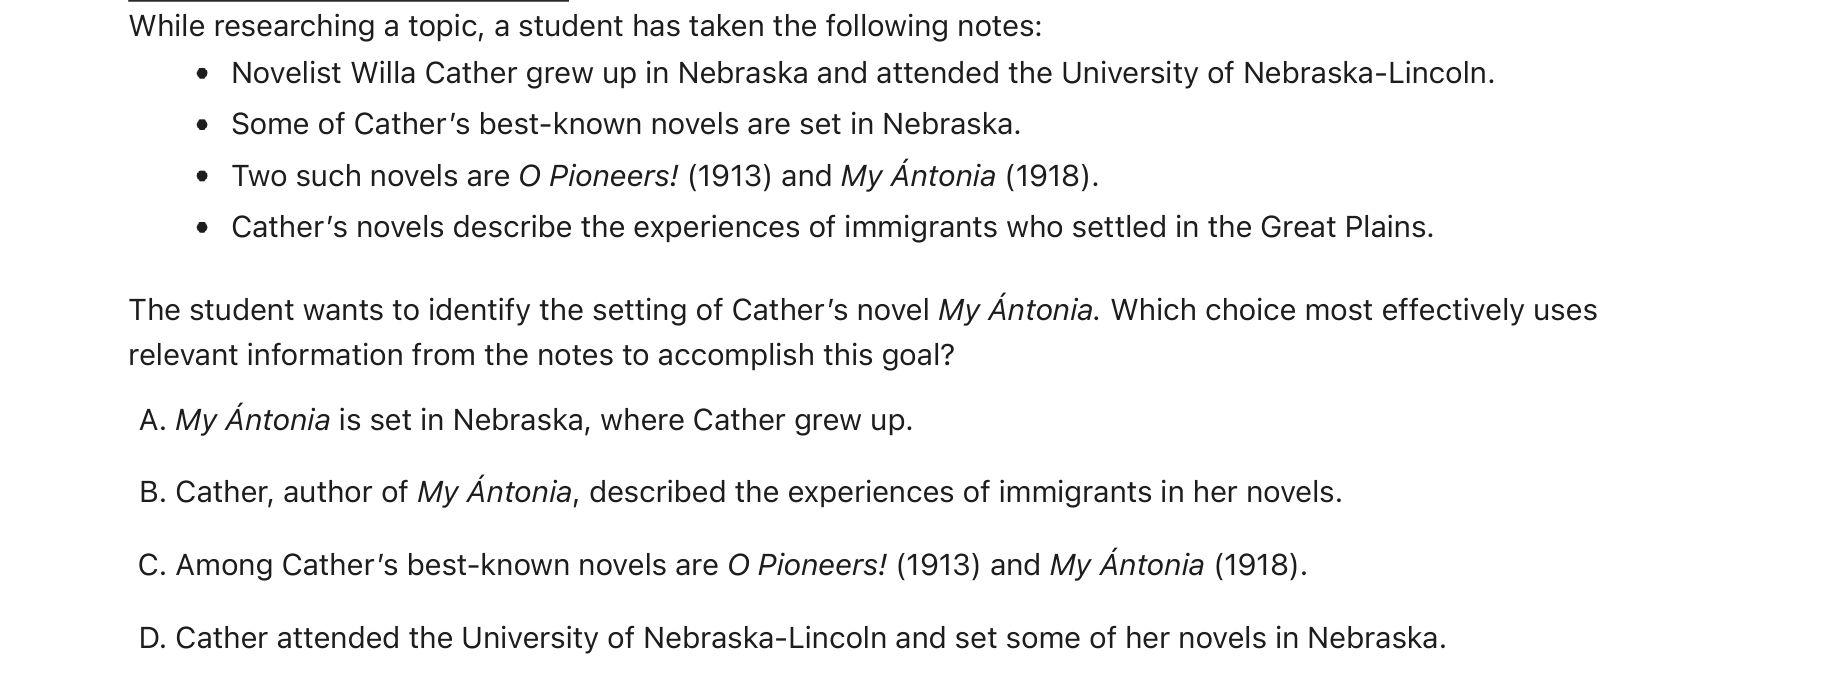 While researching a topic, a student has taken the following notes:
• Novelist Willa Cather grew up in Nebraska and attended the University of Nebraska-Lincoln.
• Some of Cather's best-known novels are set in Nebraska.
• Two such novels are O Pioneers! (1913) and My Ántonia (1918).
• Cather's novels describe the experiences of immigrants who settled in the Great Plains.
The student wants to identify the setting of Cather's novel My Ántonia. Which choice most effectively uses
relevant information from the notes to accomplish this goal?
A. My Ántonia is set in Nebraska, where Cather grew up.
B. Cather, author of My Ántonia, described the experiences of immigrants in her novels.
C. Among Cather's best-known novels are O Pioneers! (1913) and My Ántonia (1918).
D. Cather attended the University of Nebraska-Lincoln and set some of her novels in Nebraska.